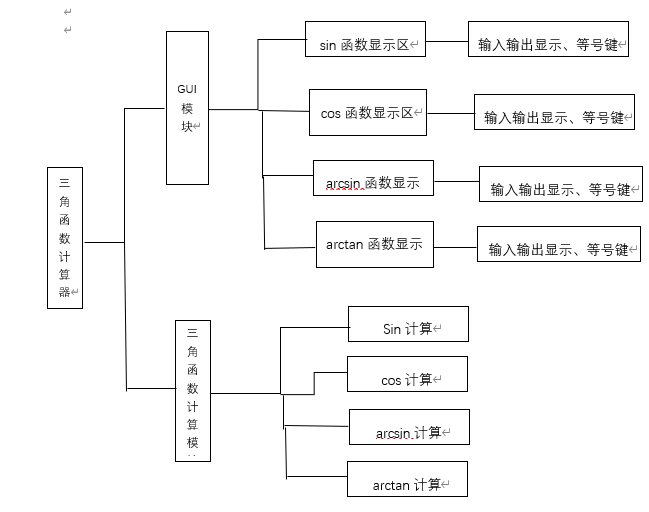 三角函数计算器
GUI模块
sin 函数显示区
输入输出显示、等号键
cos 函数显示区
输入输出显示、等号键
arcsin 函数显示
输入输出显示、等号键
arctan 函数显示
输入输出显示、等号键
三角函数计算模
Sin 计算
cos 计算
arcsin 计算
arctan 计算